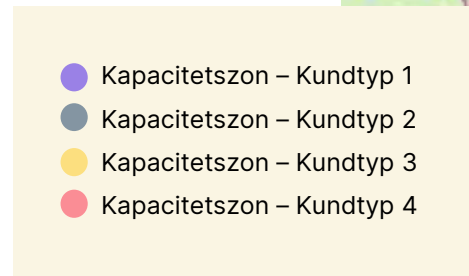 Kapacitetszon – Kundtyp 1
Kapacitetszon – Kundtyp 2
Kapacitetszon – Kundtyp 3
Kapacitetszon – Kundtyp 4